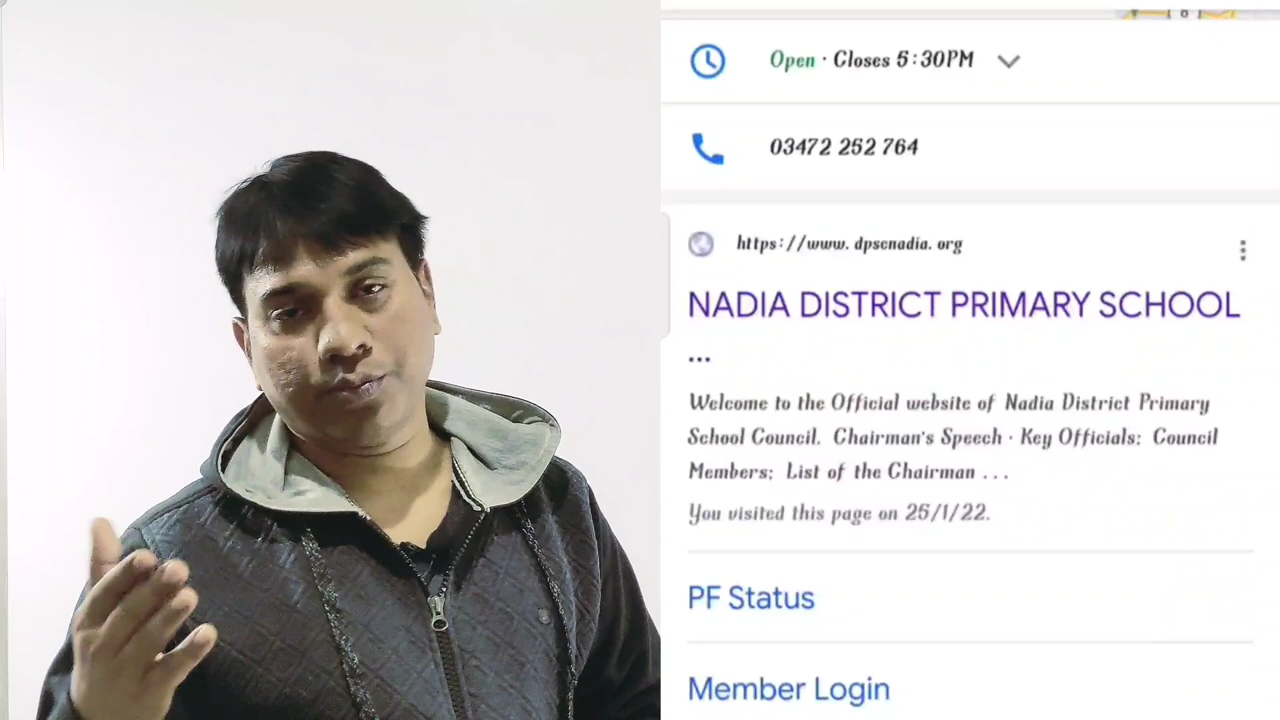 Open · Closes 5:30PM
03472 252 764
https://www. dpscnadia. org
NADIA DISTRICT PRIMARY SCHOOL
...
Welcome to the Official website of Nadia District Primary
School Council. Chairman's Speech · Key Officials: Council
Members: List of the Chairman ...
You visited this page on 25/1/22.
PF Status
Member Login